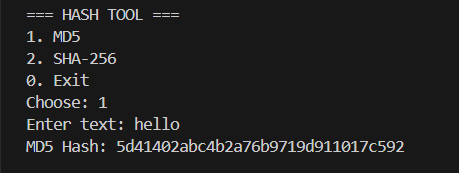 === HASH TOOL ===
1. MD5
2. SHA-256
0. Exit
Choose: 1
Enter text: hello
MD5 Hash: 5d41402abc4b2a76b9719d911017c592